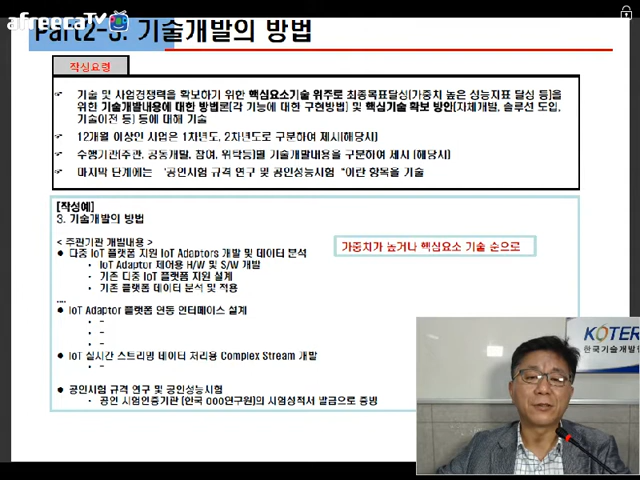 afreecaTV
Part2-3. 기술개발의 방법
작성요령
☞ 기술 및 사업경쟁력을 확보하기 위한 핵심요소기술 위주로 최종목표달성(가중치 높은 성능지표 달성 등)을
위한 기술개발내용에 대한 방법론(각 기능에 대한 구현방법) 및 핵심기술 확보 방안(자체개발, 솔루션 도입,
기술이전 등) 등에 대해 기술
☞ 12개월 이상인 사업은 1차년도, 2차년도로 구분하여 제시(해당시)
☞ 수행기관(주관, 공동개발, 참여, 위탁등)별 기술개발내용을 구분하여 제시 (해당시)
☞ 마지막 단계에는 '공인시험 규격 연구 및 공인성능시험 "이란 항목을 기술
[작성예]
3. 기술개발의 방법
< 주관기관 개발내용 >
● 다중 IoT 플랫폼 지원 IoT Adaptors 개발 및 데이터 분석
• IoT Adaptor 제어용 H/W 및 S/W 개발
• 기존 다중 IoT 플랫폼 지원 설계
• 기존 플랫폼 데이터 분석 및 적용
....
● IoT Adaptor 플랫폼 연동 인터페이스 설계
• -
• -
• -
● IoT 실시간 스트리밍 데이터 처리용 Complex Stream 개발
• -
● 공인시험 규격 연구 및 공인성능시험
• 공인 시험인증기관 (한국 OOO연구원)의 시험성적서 발급으로 증빙
가중치가 높거나 핵심요소 기술 순으로
KOTER
한국기술개발